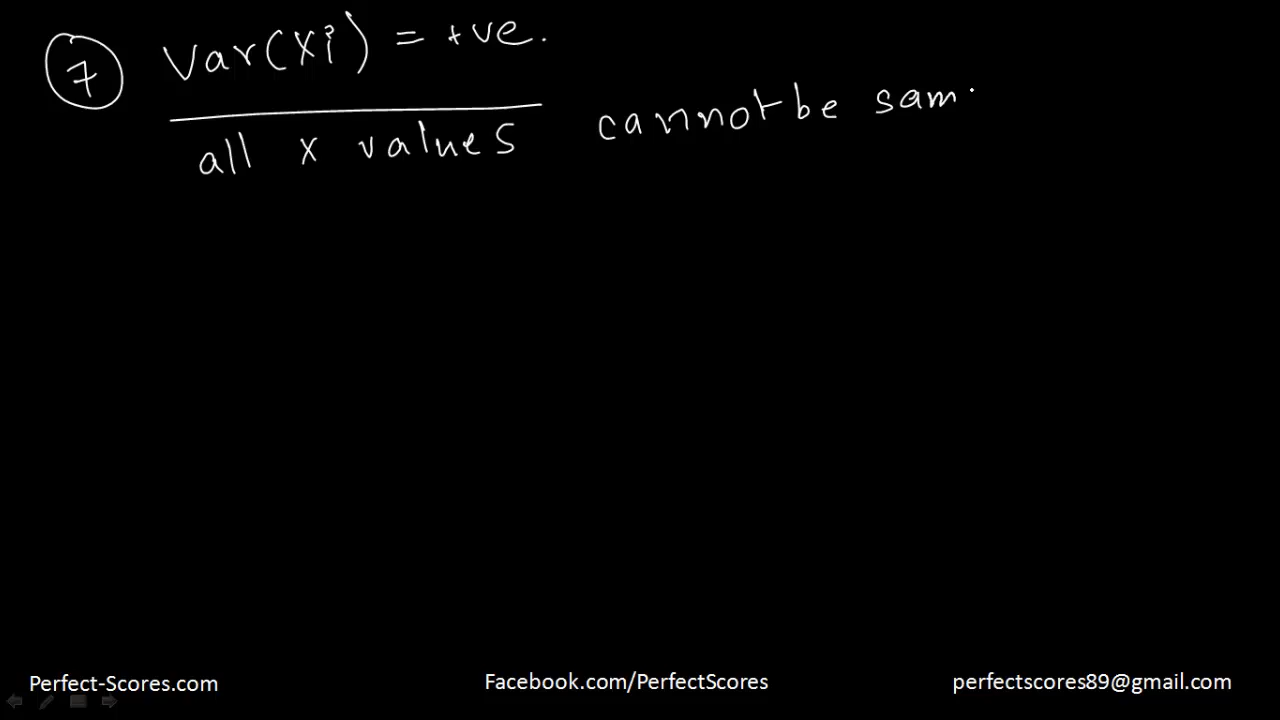 7 Var(Xi) = +ve.
all X values cannot be sam
Perfect-Scores.com
Facebook.com/PerfectScores
perfectscores89@gmail.com